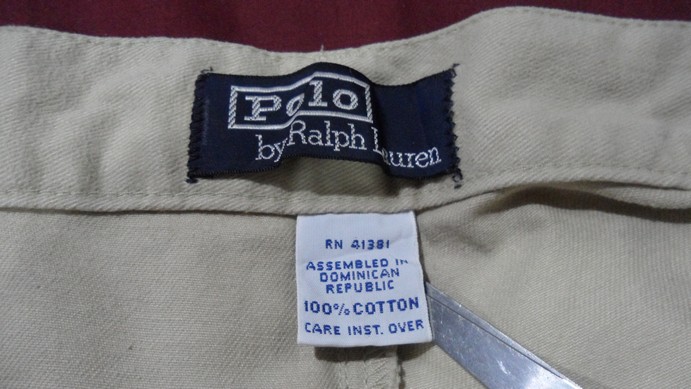 Polo
by Ralph Lauren
RN 41381
ASSEMBLED IN
DOMINICAN
REPUBLIC
100% COTTON
CARE INST. OVER